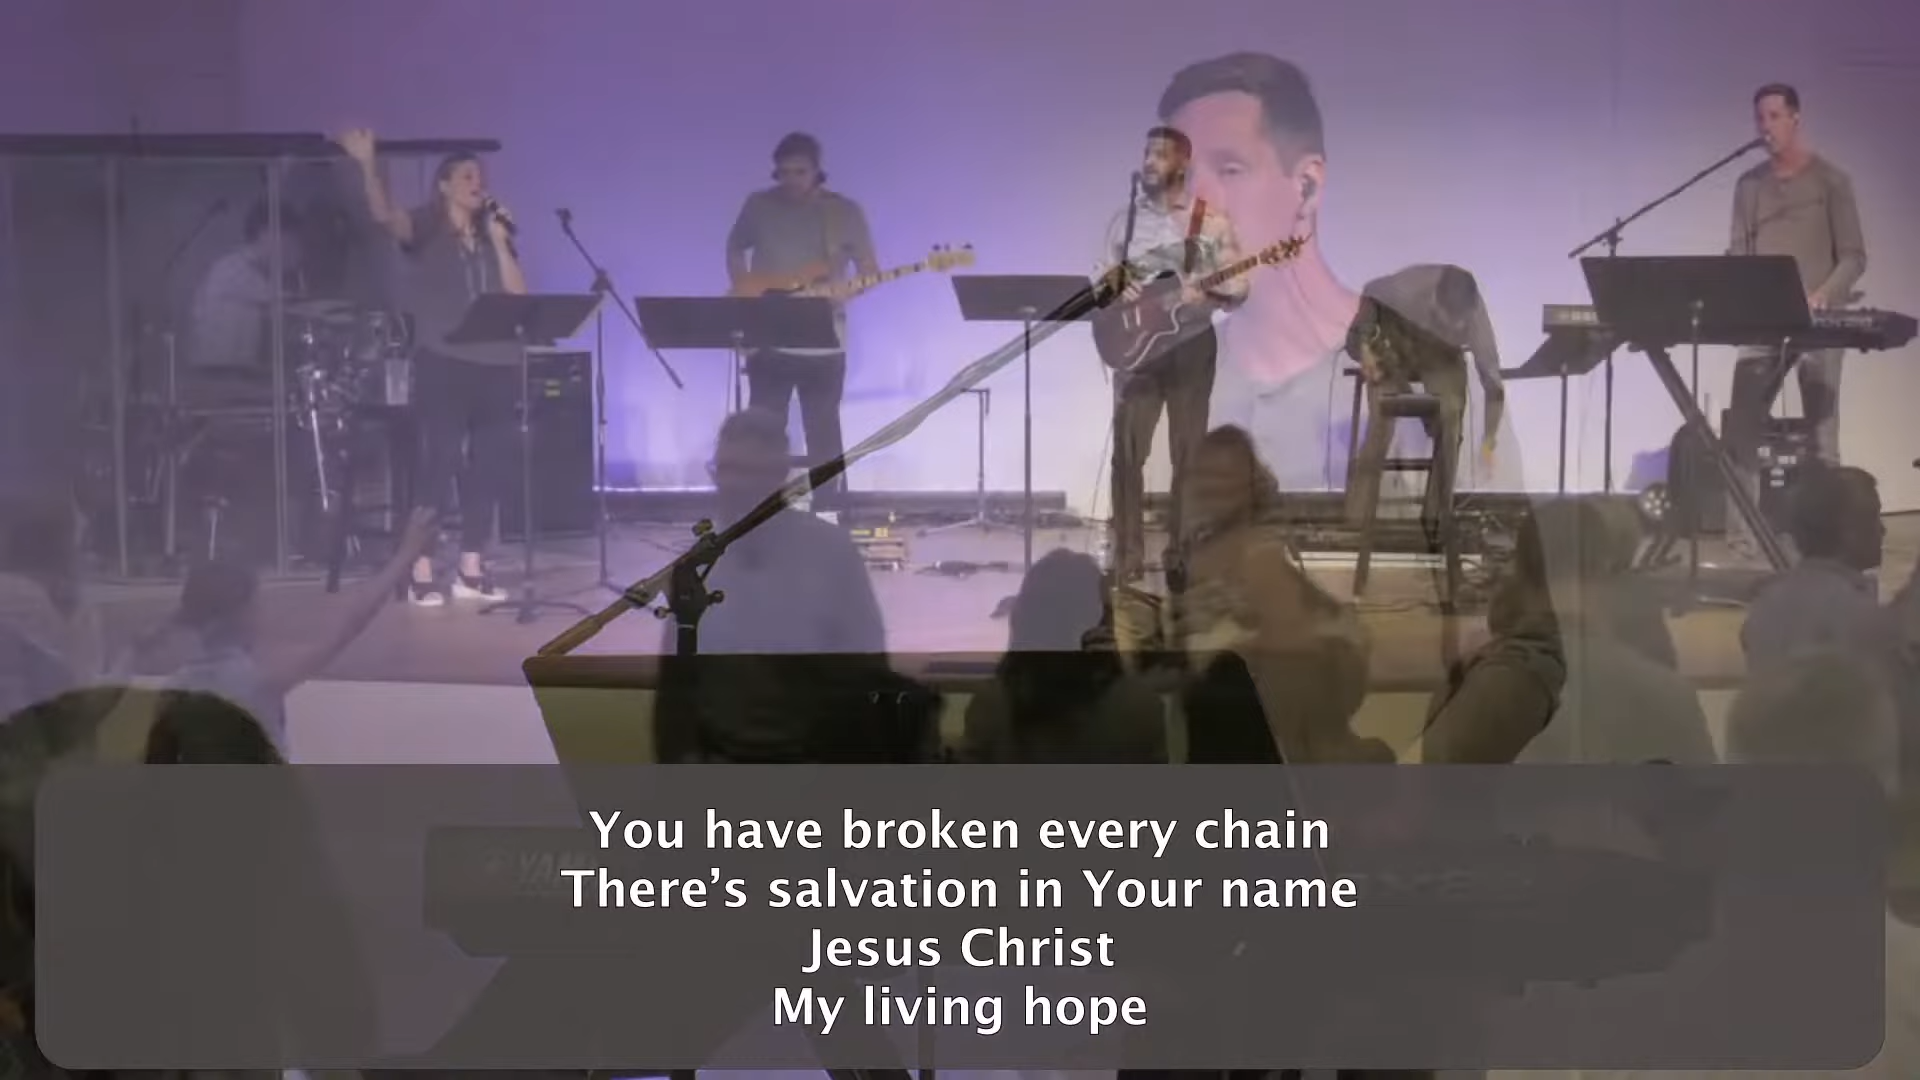 You have broken every chain
There’s salvation in Your name
Jesus Christ
My living hope